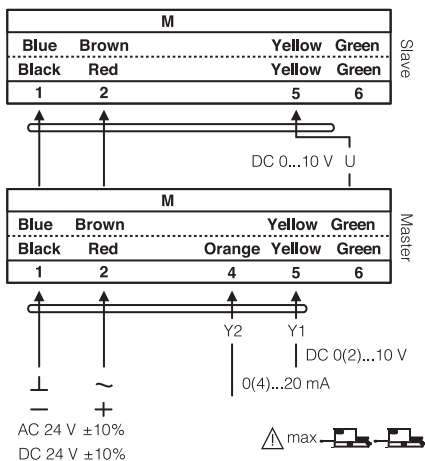 M
Blue Brown Yellow Green
Black Red Yellow Green
1 2 5 6
Slave
DC 0...10 V U
M
Blue Brown Yellow Green
Black Red Orange Yellow Green
1 2 4 5 6
Master
Y2 Y1
DC 0(2)...10 V
0(4)...20 mA
⊥ ~
− +
AC 24 V ±10%
DC 24 V ±10%
max.